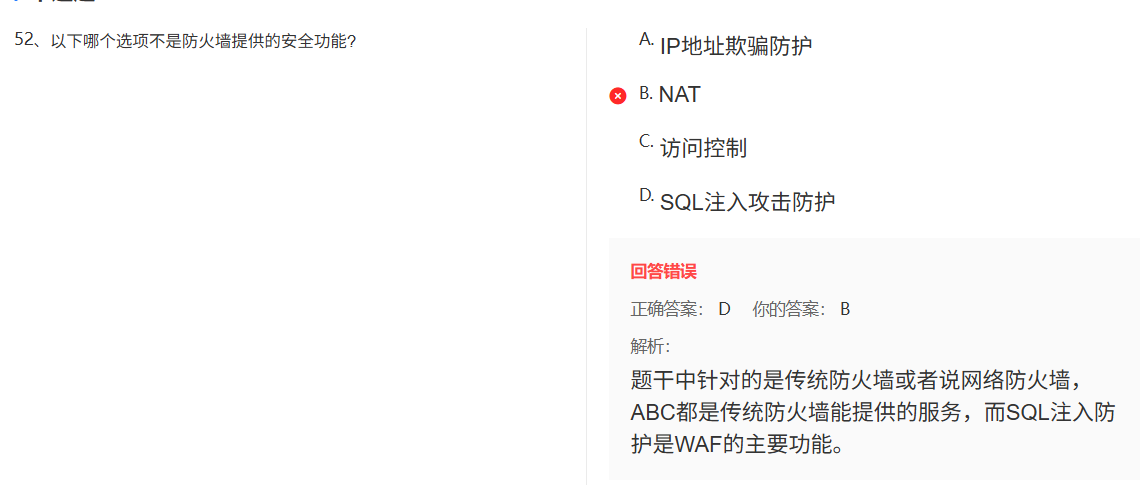 52、以下哪个选项不是防火墙提供的安全功能?
A. IP地址欺骗防护
B. NAT
C. 访问控制
D. SQL注入攻击防护
回答错误
正确答案： D 你的答案： B
解析：
题干中针对的是传统防火墙或者说网络防火墙，
ABC都是传统防火墙能提供的服务，而SQL注入防
护是WAF的主要功能。